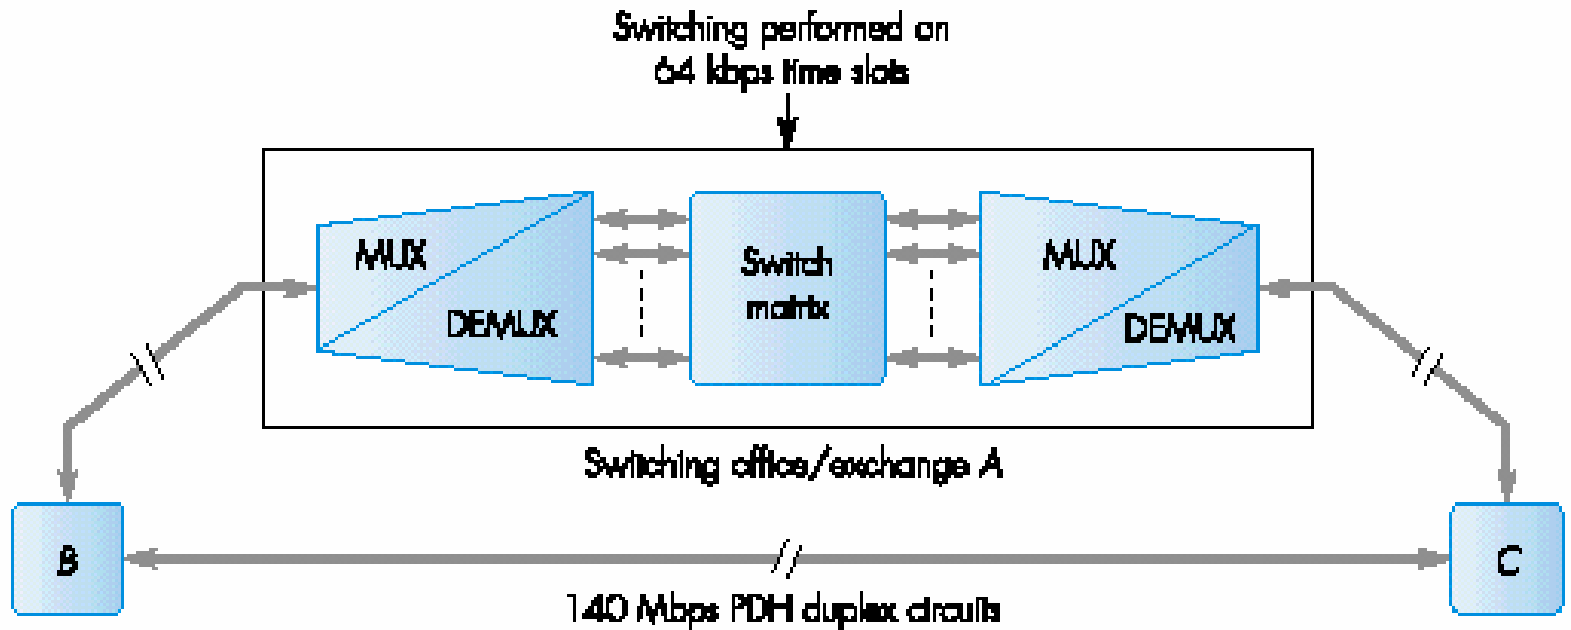 Switching performed on
64 kbps time slots
MUX
DEMUX
Switch
matrix
MUX
DEMUX
Switching office/exchange A
B
C
140 Mbps PDH duplex circuits